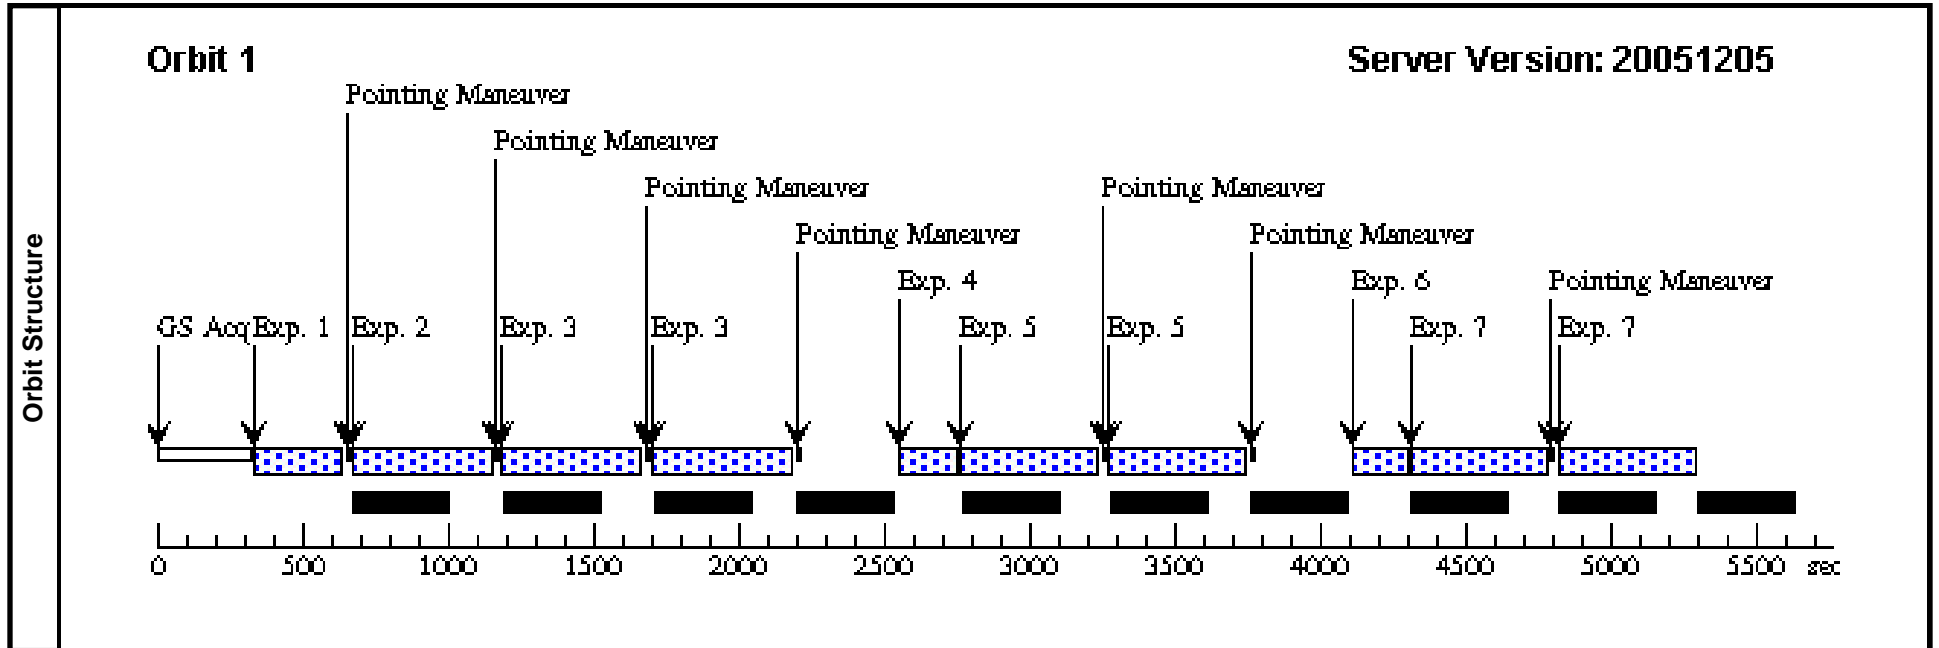 Orbit Structure
Orbit 1
Server Version: 20051205
Pointing Maneuver
Pointing Maneuver
Pointing Maneuver
Pointing Maneuver
Pointing Maneuver
Pointing Maneuver
Exp. 4
Exp. 6
Pointing Maneuver
GS Acq
Exp. 1
Exp. 2
Exp. 3
Exp. 3
Exp. 5
Exp. 5
Exp. 7
Exp. 7
0 500 1000 1500 2000 2500 3000 3500 4000 4500 5000 5500 sec